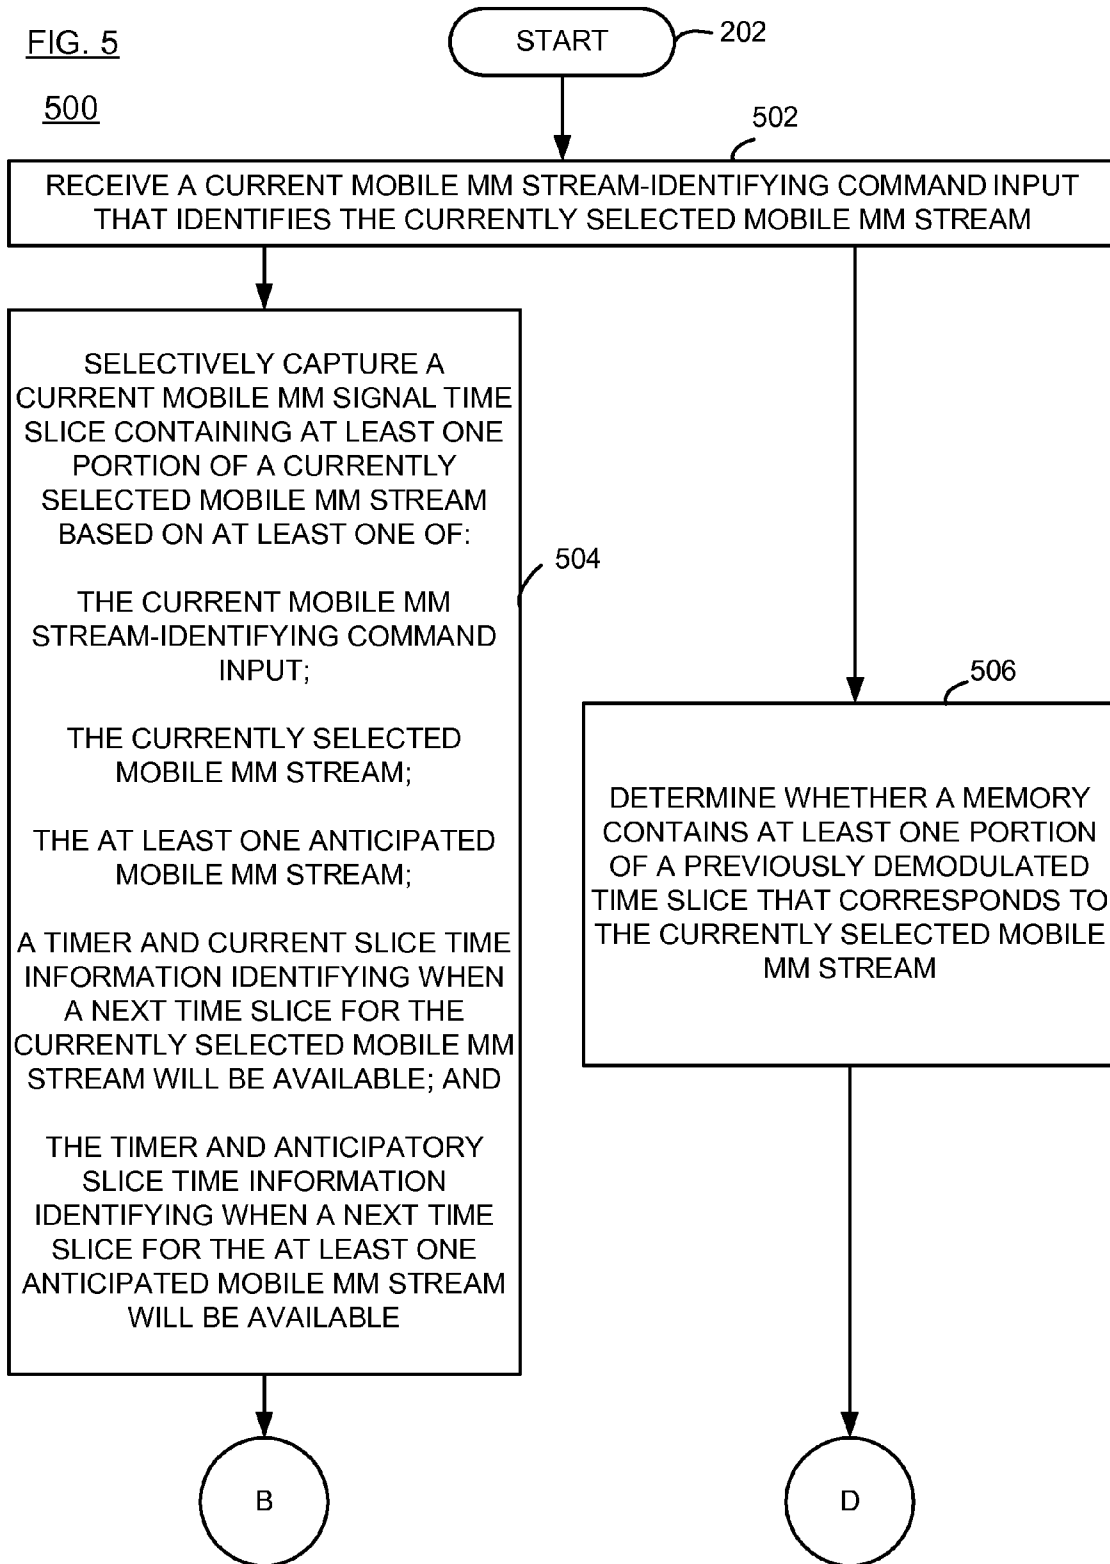 FIG. 5
500
START
202
502
RECEIVE A CURRENT MOBILE MM STREAM-IDENTIFYING COMMAND INPUT
THAT IDENTIFIES THE CURRENTLY SELECTED MOBILE MM STREAM
SELECTIVELY CAPTURE A
CURRENT MOBILE MM SIGNAL TIME
SLICE CONTAINING AT LEAST ONE
PORTION OF A CURRENTLY
SELECTED MOBILE MM STREAM
BASED ON AT LEAST ONE OF:
THE CURRENT MOBILE MM
STREAM-IDENTIFYING COMMAND
INPUT;
THE CURRENTLY SELECTED
MOBILE MM STREAM;
THE AT LEAST ONE ANTICIPATED
MOBILE MM STREAM;
A TIMER AND CURRENT SLICE TIME
INFORMATION IDENTIFYING WHEN
A NEXT TIME SLICE FOR THE
CURRENTLY SELECTED MOBILE MM
STREAM WILL BE AVAILABLE; AND
THE TIMER AND ANTICIPATORY
SLICE TIME INFORMATION
IDENTIFYING WHEN A NEXT TIME
SLICE FOR THE AT LEAST ONE
ANTICIPATED MOBILE MM STREAM
WILL BE AVAILABLE
504
506
DETERMINE WHETHER A MEMORY
CONTAINS AT LEAST ONE PORTION
OF A PREVIOUSLY DEMODULATED
TIME SLICE THAT CORRESPONDS TO
THE CURRENTLY SELECTED MOBILE
MM STREAM
B
D